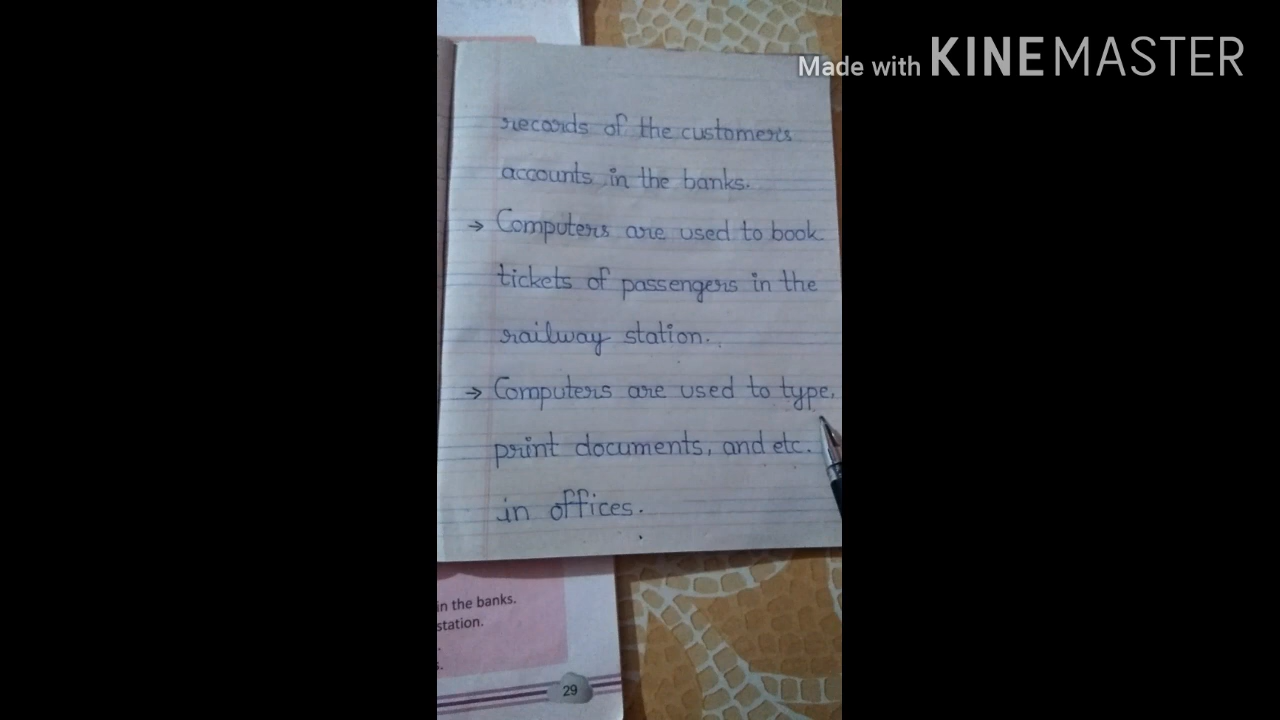 Made with KINEMASTER
records of the customer's
accounts in the banks.
→ Computers are used to book
tickets of passengers in the
railway station.
→ Computers are used to type,
print documents, and etc.
in offices.
in the banks.
station.
29